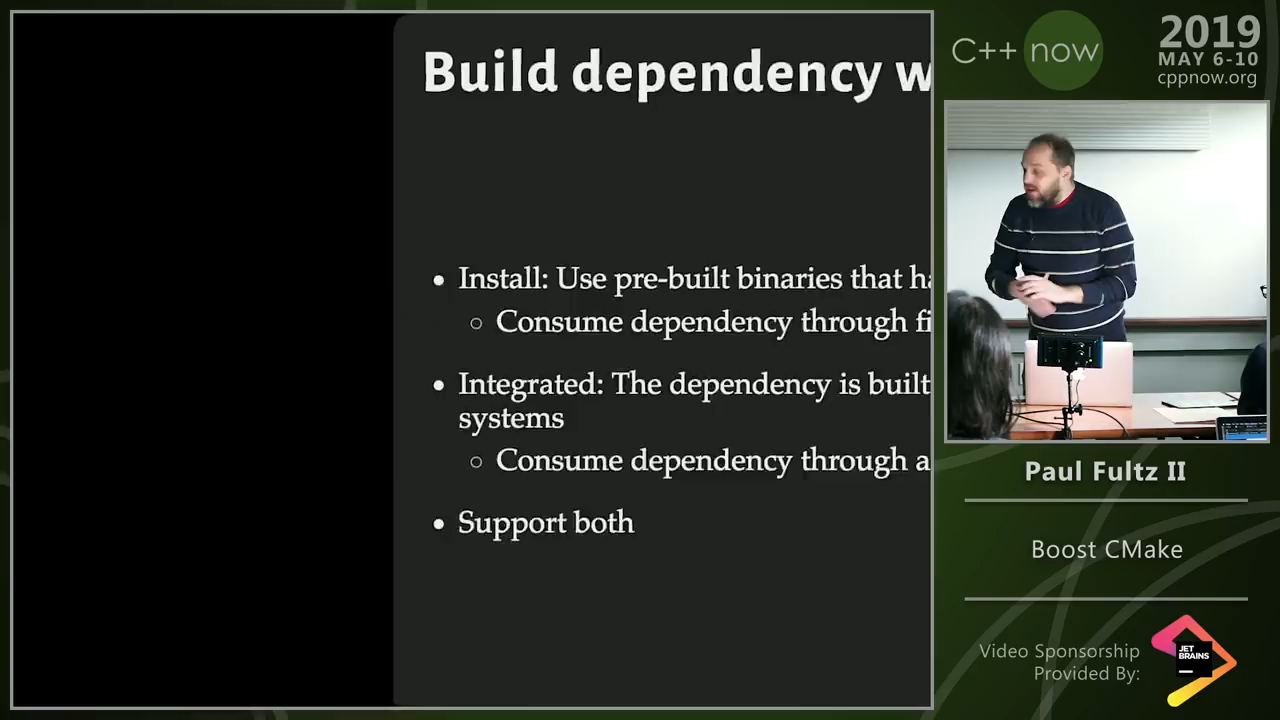 Build dependency w
• Install: Use pre-built binaries that ha
○ Consume dependency through fi
• Integrated: The dependency is built
systems
○ Consume dependency through a
• Support both
C++ now
2019
MAY 6-10
cppnow.org
Paul Fultz II
Boost CMake
Video Sponsorship
Provided By:
JET
BRAINS